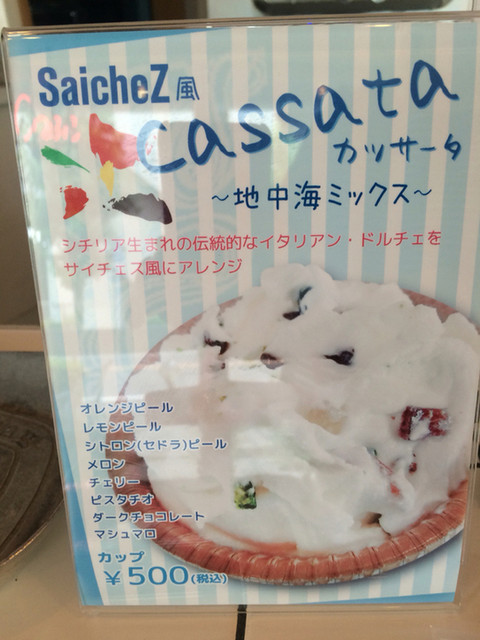 SaicheZ風
cassata
カッサータ
～地中海ミックス～
シチリア生まれの伝統的なイタリアン・ドルチェを
サイチェス風にアレンジ
オレンジピール
レモンピール
シトロン(セドラ)ピール
メロン
チェリー
ピスタチオ
ダークチョコレート
マシュマロ
カップ
¥500(税込)